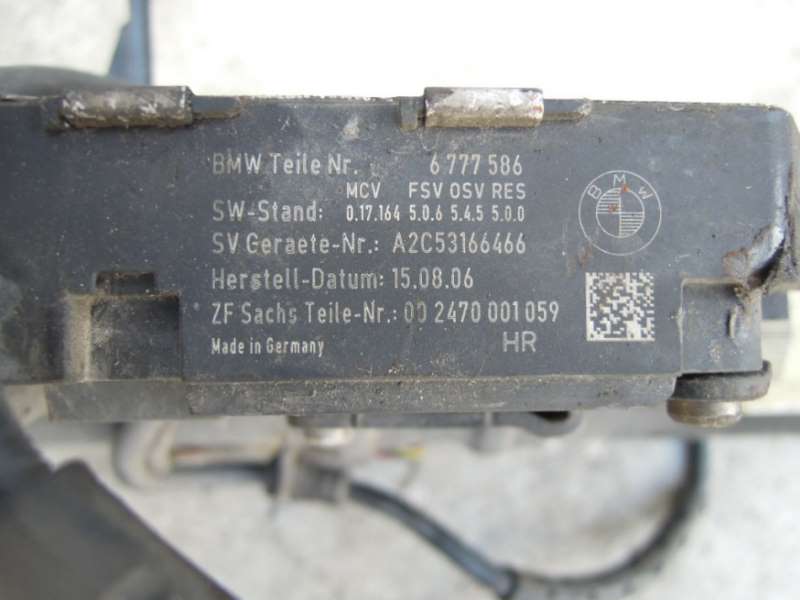 BMW Teile Nr. 6 777 586
MCV FSV OSV RES
SW-Stand: 0.17.164 5.0.6 5.4.5 5.0.0
SV Geraete-Nr.: A2C53166466
Herstell-Datum: 15.08.06
ZF Sachs Teile-Nr.: 00 2470 001 059
Made in Germany HR
BMW